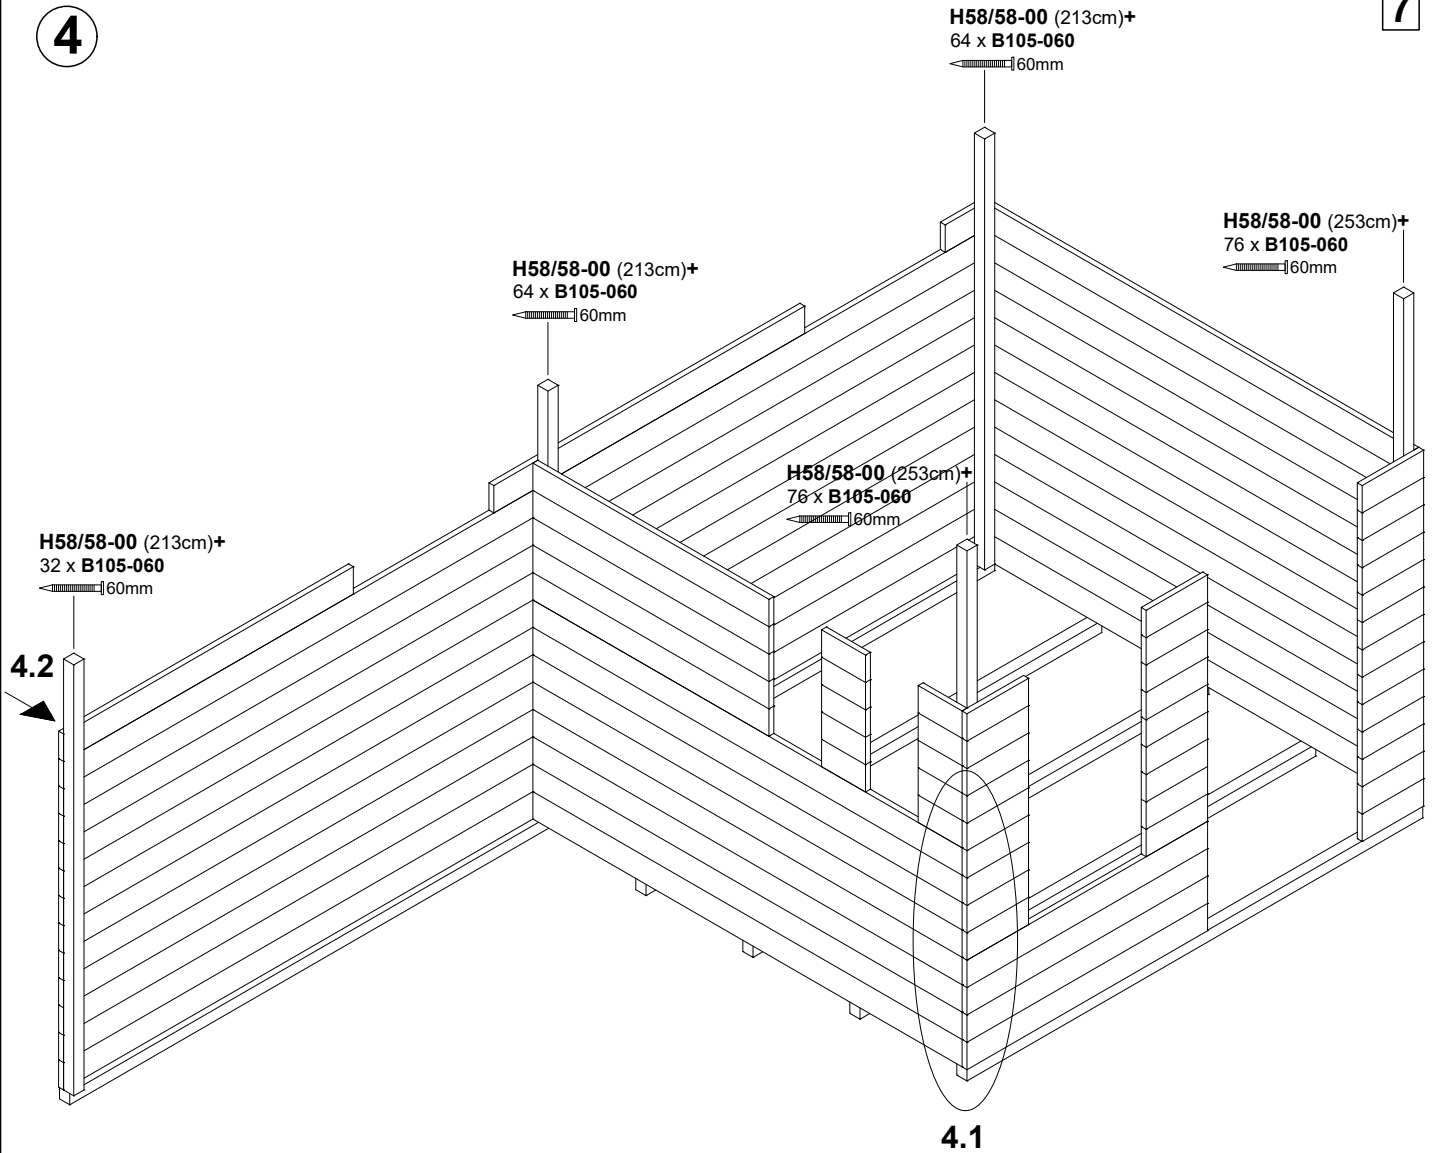 4
7
H58/58-00 (213cm)+
64 x B105-060
60mm
H58/58-00 (253cm)+
76 x B105-060
60mm
H58/58-00 (213cm)+
64 x B105-060
60mm
H58/58-00 (253cm)+
76 x B105-060
60mm
H58/58-00 (213cm)+
32 x B105-060
60mm
4.2
4.1